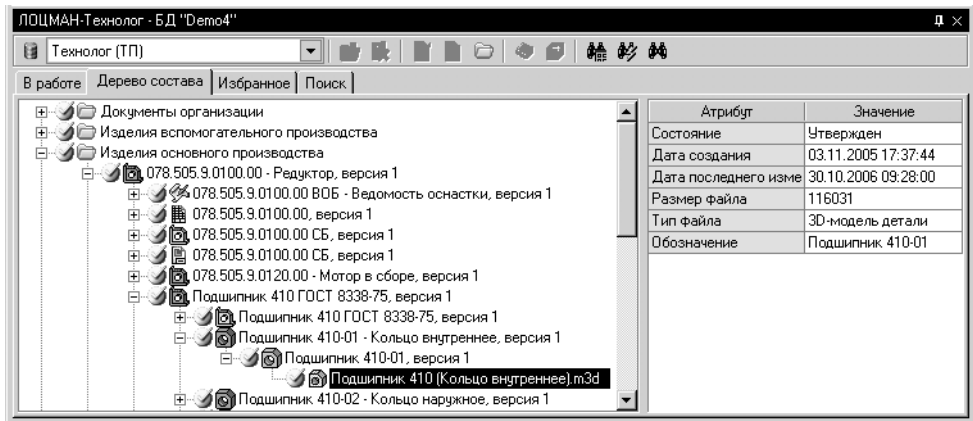 ЛОЦМАН-Технолог - БД "Demo4"
Технолог (ТП)
В работе Дерево состава Избранное Поиск
Документы организации
Изделия вспомогательного производства
Изделия основного производства
078.505.9.0100.00 - Редуктор, версия 1
078.505.9.0100.00 ВОБ - Ведомость оснастки, версия 1
078.505.9.0100.00, версия 1
078.505.9.0100.00 СБ, версия 1
078.505.9.0100.00 СБ, версия 1
078.505.9.0120.00 - Мотор в сборе, версия 1
Подшипник 410 ГОСТ 8338-75, версия 1
Подшипник 410 ГОСТ 8338-75, версия 1
Подшипник 410-01 - Кольцо внутреннее, версия 1
Подшипник 410-01, версия 1
Подшипник 410 (Кольцо внутреннее).m3d
Подшипник 410-02 - Кольцо наружное, версия 1
Атрибут Значение
Состояние Утвержден
Дата создания 03.11.2005 17:37:44
Дата последнего изме 30.10.2006 09:28:00
Размер файла 116031
Тип файла 3D-модель детали
Обозначение Подшипник 410-01